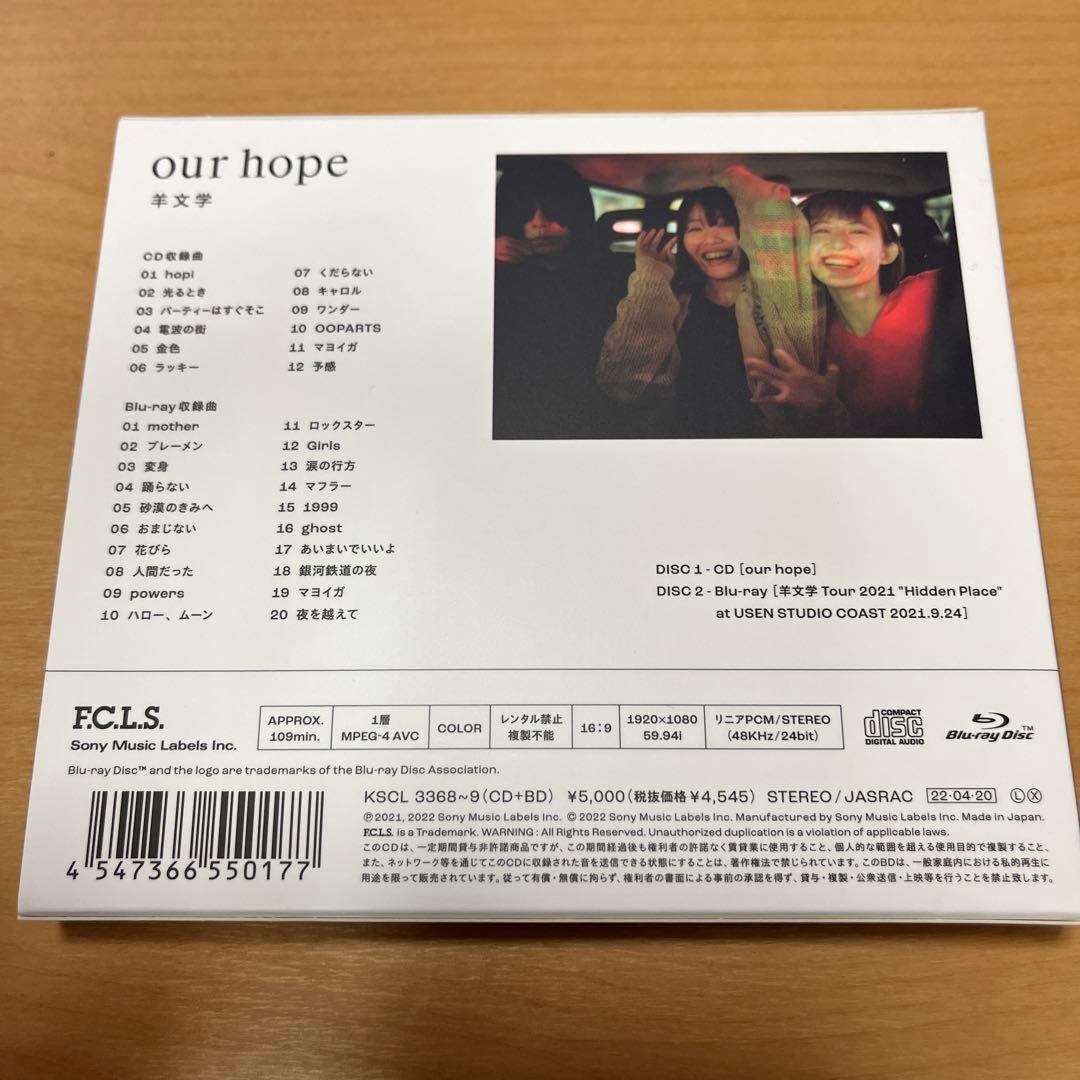 our hope
羊文学
CD収録曲
01 hopi
02 光るとき
03 パーティーはすぐそこ
04 電波の街
05 金色
06 ラッキー
07 くだらない
08 キャロル
09 ワンダー
10 OOPARTS
11 マヨイガ
12 予感
Blu-ray収録曲
01 mother
02 ブレーメン
03 変身
04 踊らない
05 砂漠のきみへ
06 おまじない
07 花びら
08 人間だった
09 powers
10 ハロー、ムーン
11 ロックスター
12 Girls
13 涙の行方
14 マフラー
15 1999
16 ghost
17 あいまいでいいよ
18 銀河鉄道の夜
19 マヨイガ
20 夜を越えて
DISC 1 - CD [our hope]
DISC 2 - Blu-ray [羊文学 Tour 2021 "Hidden Place"
at USEN STUDIO COAST 2021.9.24]
F.C.L.S.
Sony Music Labels Inc.
APPROX.
109min.
1層
MPEG-4 AVC
COLOR
レンタル禁止
複製不能
16:9
1920×1080
59.94i
リニアPCM/STEREO
(48KHz/24bit)
COMPACT
disc
DIGITAL AUDIO
Blu-ray Disc™
Blu-ray Disc™ and the logo are trademarks of the Blu-ray Disc Association.
KSCL 3368~9(CD+BD) ¥5,000(税抜価格¥4,545) STEREO/JASRAC 22・04・20 Ⓛ Ⓧ
℗2021, 2022 Sony Music Labels Inc. ©2022 Sony Music Labels Inc. Manufactured by Sony Music Labels Inc. Made in Japan.
F.C.L.S. is a Trademark. WARNING : All Rights Reserved. Unauthorized duplication is a violation of applicable laws.
このCDは、一定期間貸与非許諾商品ですが、この期間経過後も権利者の許諾なく賃貸業に使用すること、個人的な範囲を超える使用目的で複製すること、
また、ネットワーク等を通じてこのCDに収録された音を送信できる状態にすることは、著作権法で禁じられています。このBDは、一般家庭内における私的再生に
用途を限って販売されています。従って有償・無償に拘らず、権利者の書面による事前の承認を得ず、貸与・複製・公衆送信・上映等を行うことを禁止致します。
4 547366 550177